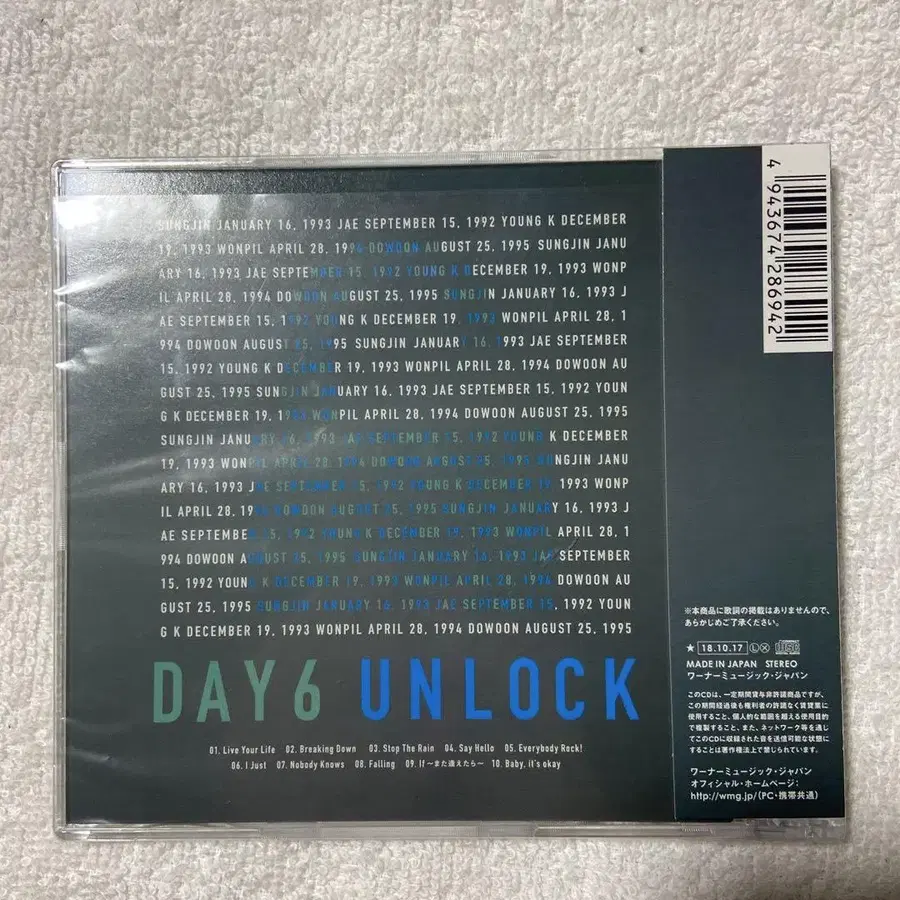 SUNGJIN JANUARY 16, 1993 JAE SEPTEMBER 15, 1992 YOUNG K DECEMBER
19, 1993 WONPIL APRIL 28, 1994 DOWOON AUGUST 25, 1995 SUNGJIN JANU
ARY 16, 1993 JAE SEPTEMBER 15, 1992 YOUNG K DECEMBER 19, 1993 WONP
IL APRIL 28, 1994 DOWOON AUGUST 25, 1995 SUNGJIN JANUARY 16, 1993 J
AE SEPTEMBER 15, 1992 YOUNG K DECEMBER 19, 1993 WONPIL APRIL 28, 1
994 DOWOON AUGUST 25, 1995 SUNGJIN JANUARY 16, 1993 JAE SEPTEMBER
15, 1992 YOUNG K DECEMBER 19, 1993 WONPIL APRIL 28, 1994 DOWOON AU
GUST 25, 1995 SUNGJIN JANUARY 16, 1993 JAE SEPTEMBER 15, 1992 YOUN
G K DECEMBER 19, 1993 WONPIL APRIL 28, 1994 DOWOON AUGUST 25, 1995
SUNGJIN JANUARY 16, 1993 JAE SEPTEMBER 15, 1992 YOUNG K DECEMBER
19, 1993 WONPIL APRIL 28, 1994 DOWOON AUGUST 25, 1995 SUNGJIN JANU
ARY 16, 1993 JAE SEPTEMBER 15, 1992 YOUNG K DECEMBER 19, 1993 WONP
IL APRIL 28, 1994 DOWOON AUGUST 25, 1995 SUNGJIN JANUARY 16, 1993 J
AE SEPTEMBER 15, 1992 YOUNG K DECEMBER 19, 1993 WONPIL APRIL 28, 1
994 DOWOON AUGUST 25, 1995 SUNGJIN JANUARY 16, 1993 JAE SEPTEMBER
15, 1992 YOUNG K DECEMBER 19, 1993 WONPIL APRIL 28, 1994 DOWOON AU
GUST 25, 1995 SUNGJIN JANUARY 16, 1993 JAE SEPTEMBER 15, 1992 YOUN
G K DECEMBER 19, 1993 WONPIL APRIL 28, 1994 DOWOON AUGUST 25, 1995
DAY6 UNLOCK
01. Live Your Life 02. Breaking Down 03. Stop The Rain 04. Say Hello 05. Everybody Rock!
06. I Just 07. Nobody Knows 08. Falling 09. If ～また逢えたら～ 10. Baby, it's okay
4 943674 286942
※本商品に歌詞の掲載はありませんので、
あらかじめご了承ください。
★ 18.10.17 Ⓛ Ⓧ
MADE IN JAPAN STEREO
ワーナーミュージック・ジャパン
このCDは、一定期間貸与非許諾商品ですが、
この期間経過後も権利者の許諾なく賃貸業に
使用すること、個人的な範囲を超える使用目的
で複製すること、また、ネットワーク等を通じ
てこのCDに収録された音を送信可能な状態に
することは著作権法上で禁じられています。
ワーナーミュージック・ジャパン
オフィシャル・ホームページ:
http://wmg.jp/(PC・携帯共通)